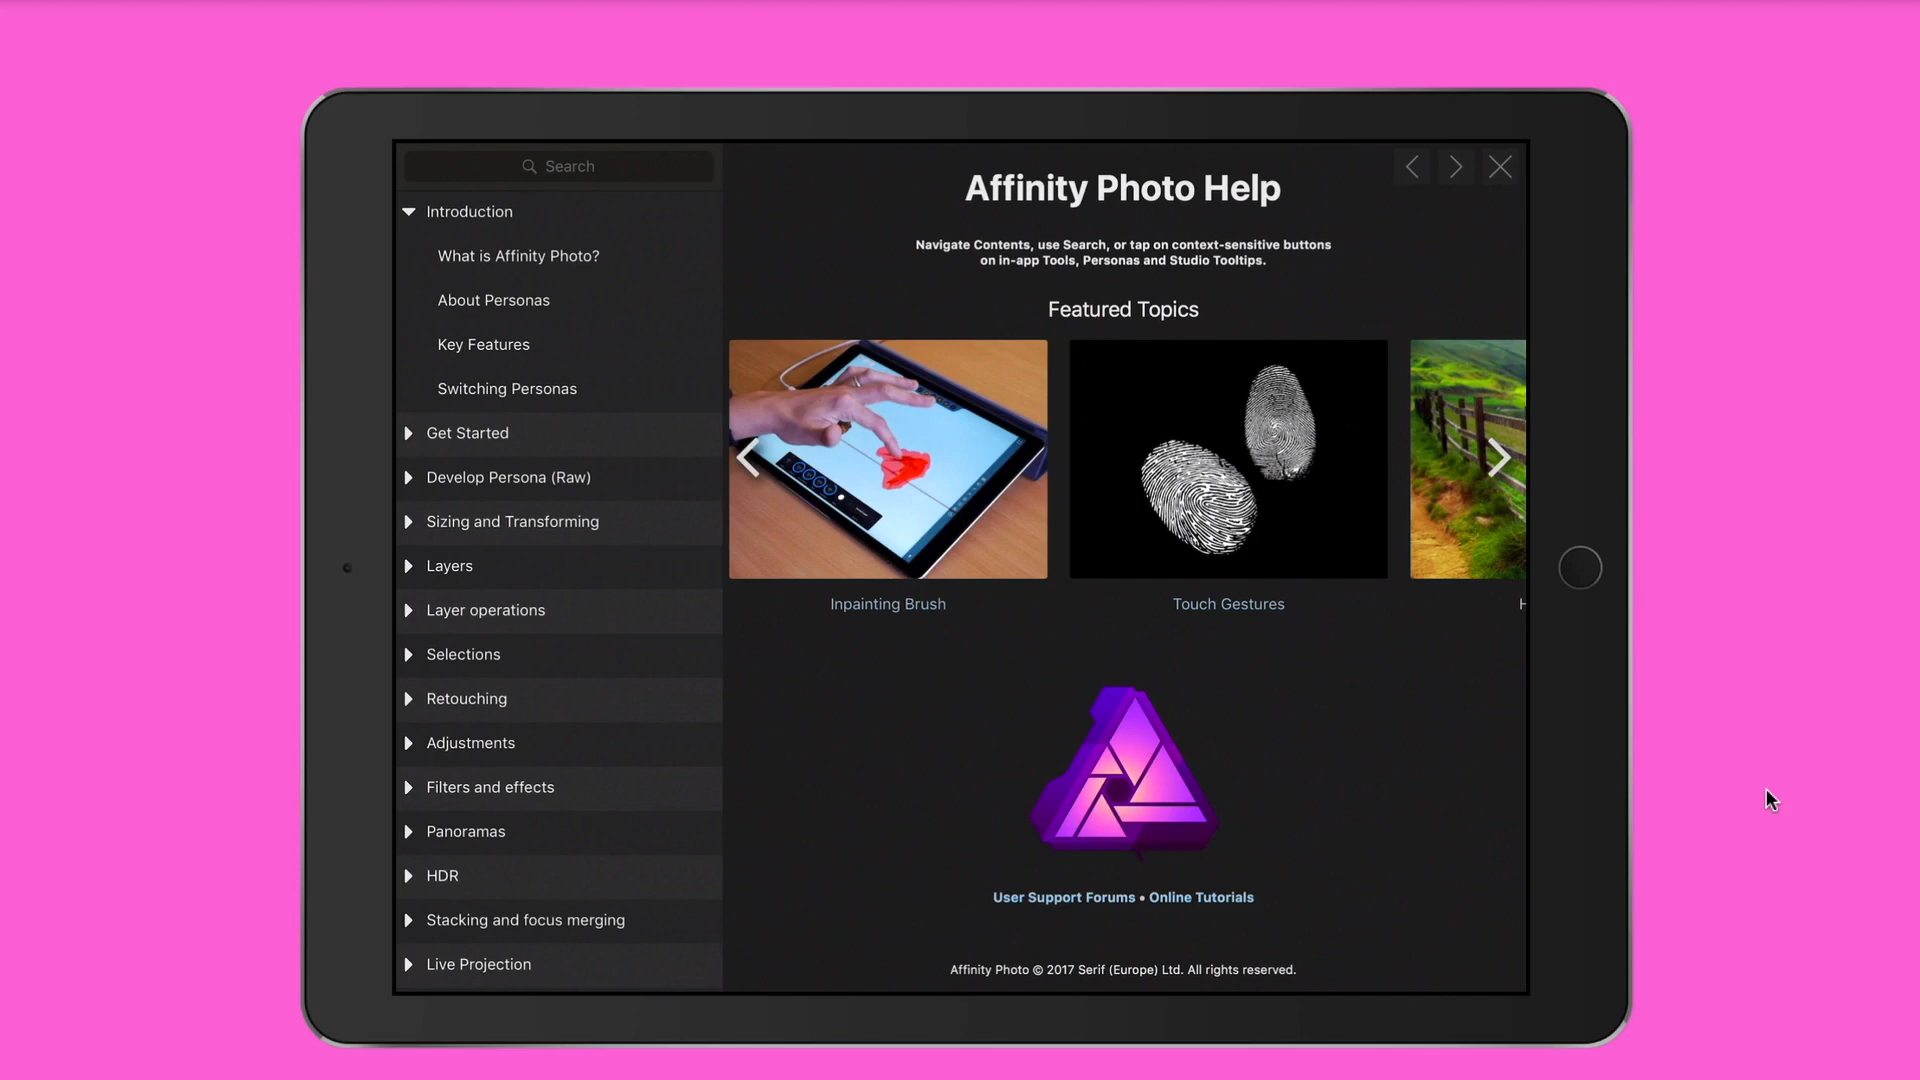 Search
Introduction
What is Affinity Photo?
About Personas
Key Features
Switching Personas
Get Started
Develop Persona (Raw)
Sizing and Transforming
Layers
Layer operations
Selections
Retouching
Adjustments
Filters and effects
Panoramas
HDR
Stacking and focus merging
Live Projection
Affinity Photo Help
Navigate Contents, use Search, or tap on context-sensitive buttons
on in-app Tools, Personas and Studio Tooltips.
Featured Topics
Inpainting Brush
Touch Gestures
User Support Forums • Online Tutorials
Affinity Photo © 2017 Serif (Europe) Ltd. All rights reserved.